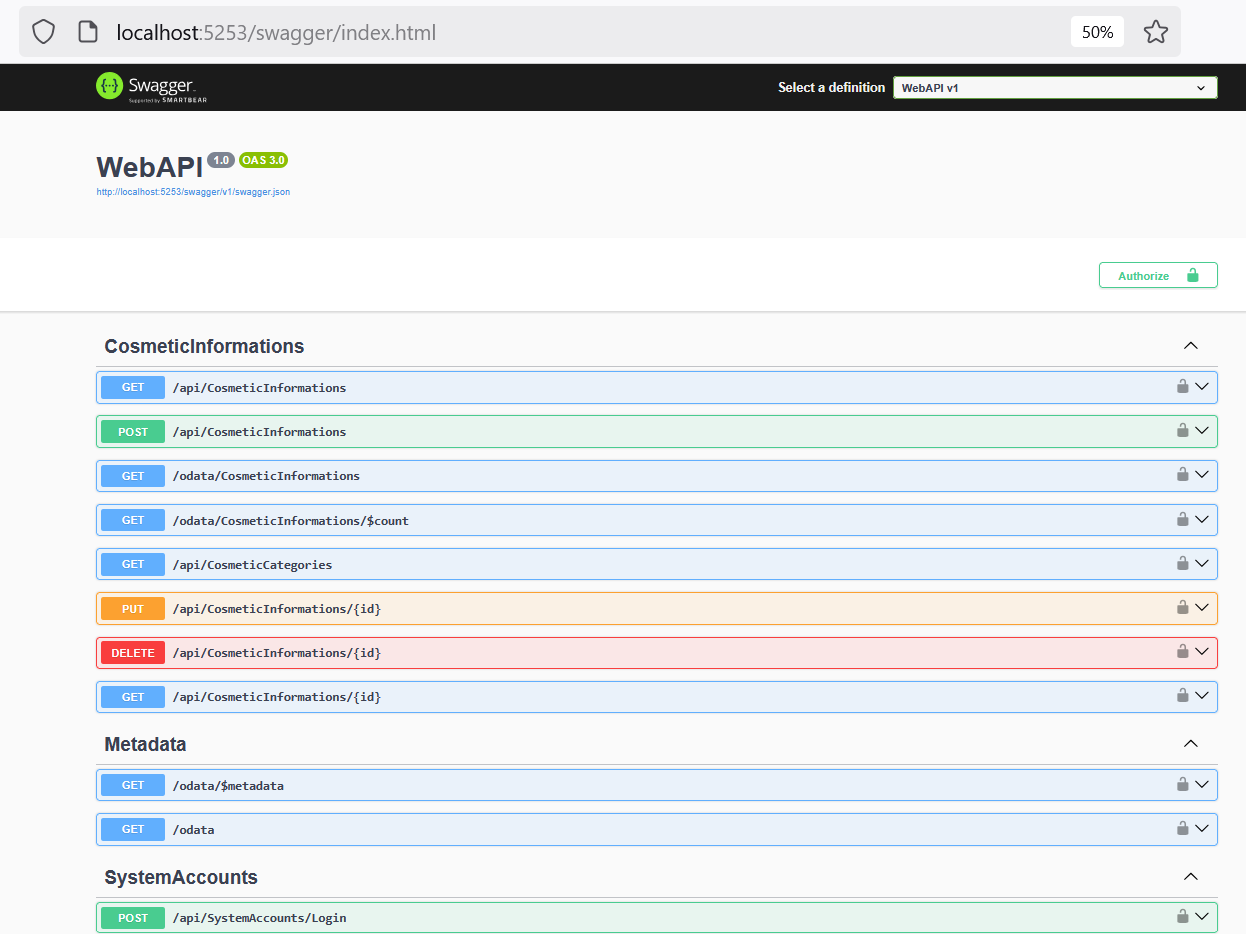 localhost:5253/swagger/index.html 50%
Swagger. Select a definition WebAPI v1
Supported by SMARTBEAR
WebAPI 1.0 OAS 3.0
http://localhost:5253/swagger/v1/swagger.json
Authorize
CosmeticInformations
GET /api/CosmeticInformations
POST /api/CosmeticInformations
GET /odata/CosmeticInformations
GET /odata/CosmeticInformations/$count
GET /api/CosmeticCategories
PUT /api/CosmeticInformations/{id}
DELETE /api/CosmeticInformations/{id}
GET /api/CosmeticInformations/{id}
Metadata
GET /odata/$metadata
GET /odata
SystemAccounts
POST /api/SystemAccounts/Login